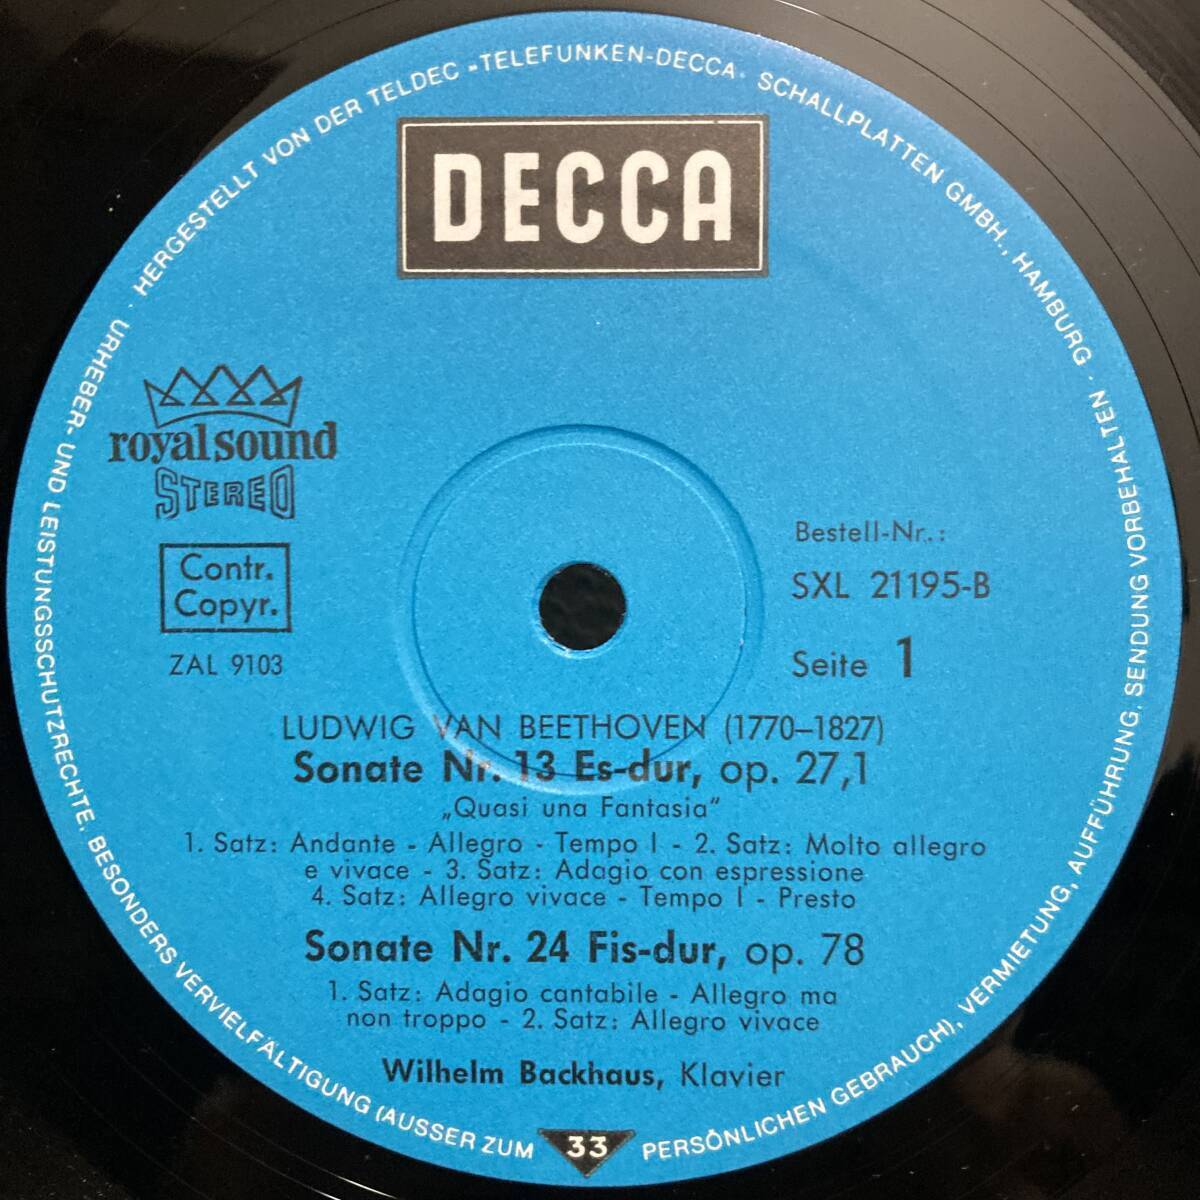 HERGESTELLT VON DER TELDEC »TELEFUNKEN-DECCA« SCHALLPLATTEN GMBH., HAMBURG · URHEBER- UND LEISTUNGSSCHUTZRECHTE, BESONDERS VERVIELFÄLTIGUNG (AUSSER ZUM PERSÖNLICHEN GEBRAUCH), VERMIETUNG, AUFFÜHRUNG, SENDUNG VORBEHALTEN ·
DECCA
royal sound
STEREO
Contr.
Copyr.
ZAL 9103
Bestell-Nr.:
SXL 21195-B
Seite 1
LUDWIG VAN BEETHOVEN (1770–1827)
Sonate Nr. 13 Es-dur, op. 27,1
„Quasi una Fantasia“
1. Satz: Andante - Allegro - Tempo I - 2. Satz: Molto allegro
e vivace - 3. Satz: Adagio con espressione
4. Satz: Allegro vivace - Tempo I - Presto
Sonate Nr. 24 Fis-dur, op. 78
1. Satz: Adagio cantabile - Allegro ma
non troppo - 2. Satz: Allegro vivace
Wilhelm Backhaus, Klavier
33